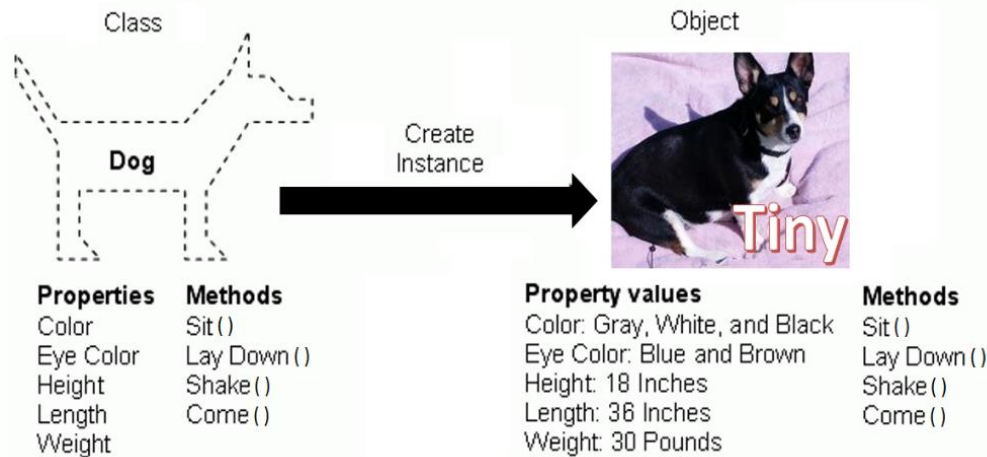 Class
Object
Dog
Create
Instance
Tiny
Properties
Color
Eye Color
Height
Length
Weight
Methods
Sit()
Lay Down()
Shake()
Come()
Property values
Color: Gray, White, and Black
Eye Color: Blue and Brown
Height: 18 Inches
Length: 36 Inches
Weight: 30 Pounds
Methods
Sit()
Lay Down()
Shake()
Come()